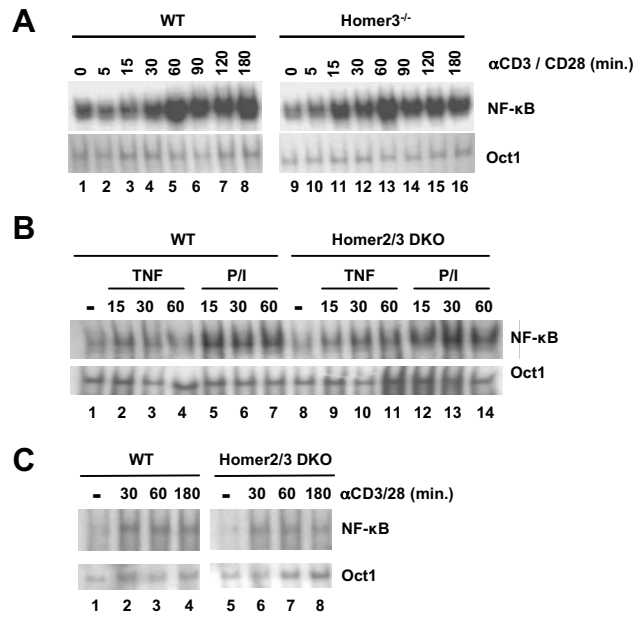 A
WT Homer3-/-
0 5 15 30 60 90 120 180 0 5 15 30 60 90 120 180 αCD3 / CD28 (min.)
NF-κB
Oct1
1 2 3 4 5 6 7 8 9 10 11 12 13 14 15 16
B
WT Homer2/3 DKO
TNF P/I TNF P/I
- 15 30 60 15 30 60 - 15 30 60 15 30 60
NF-κB
Oct1
1 2 3 4 5 6 7 8 9 10 11 12 13 14
C
WT Homer2/3 DKO
- 30 60 180 - 30 60 180 αCD3/28 (min.)
NF-κB
Oct1
1 2 3 4 5 6 7 8